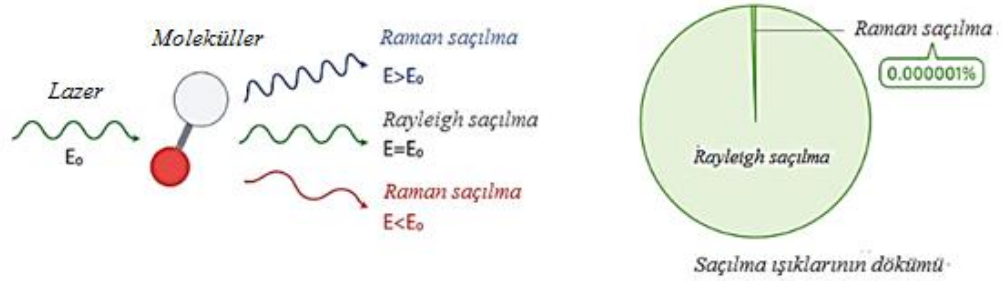 Moleküller
Lazer
E₀
Raman saçılma
E>E₀
Rayleigh saçılma
E=E₀
Raman saçılma
E<E₀
Raman saçılma
0.000001%
Rayleigh saçılma
Saçılma ışıklarının dökümü